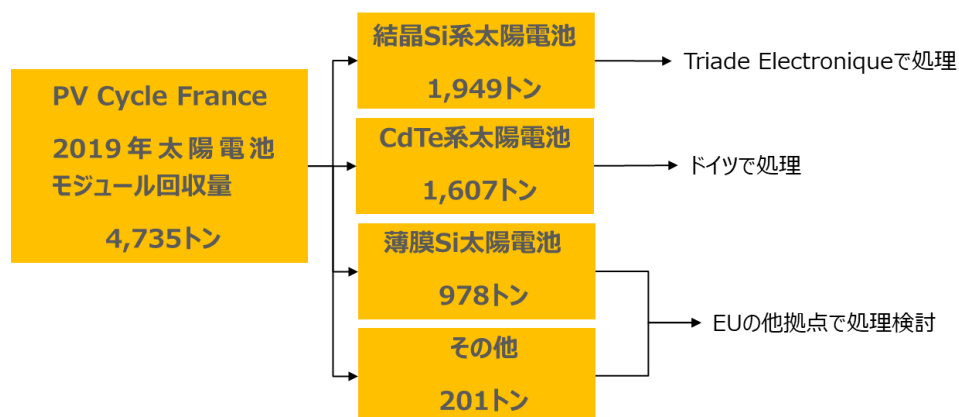 PV Cycle France
2019年太陽電池
モジュール回収量
4,735トン
結晶Si系太陽電池
1,949トン
Triade Electroniqueで処理
CdTe系太陽電池
1,607トン
ドイツで処理
薄膜Si太陽電池
978トン
その他
201トン
EUの他拠点で処理検討